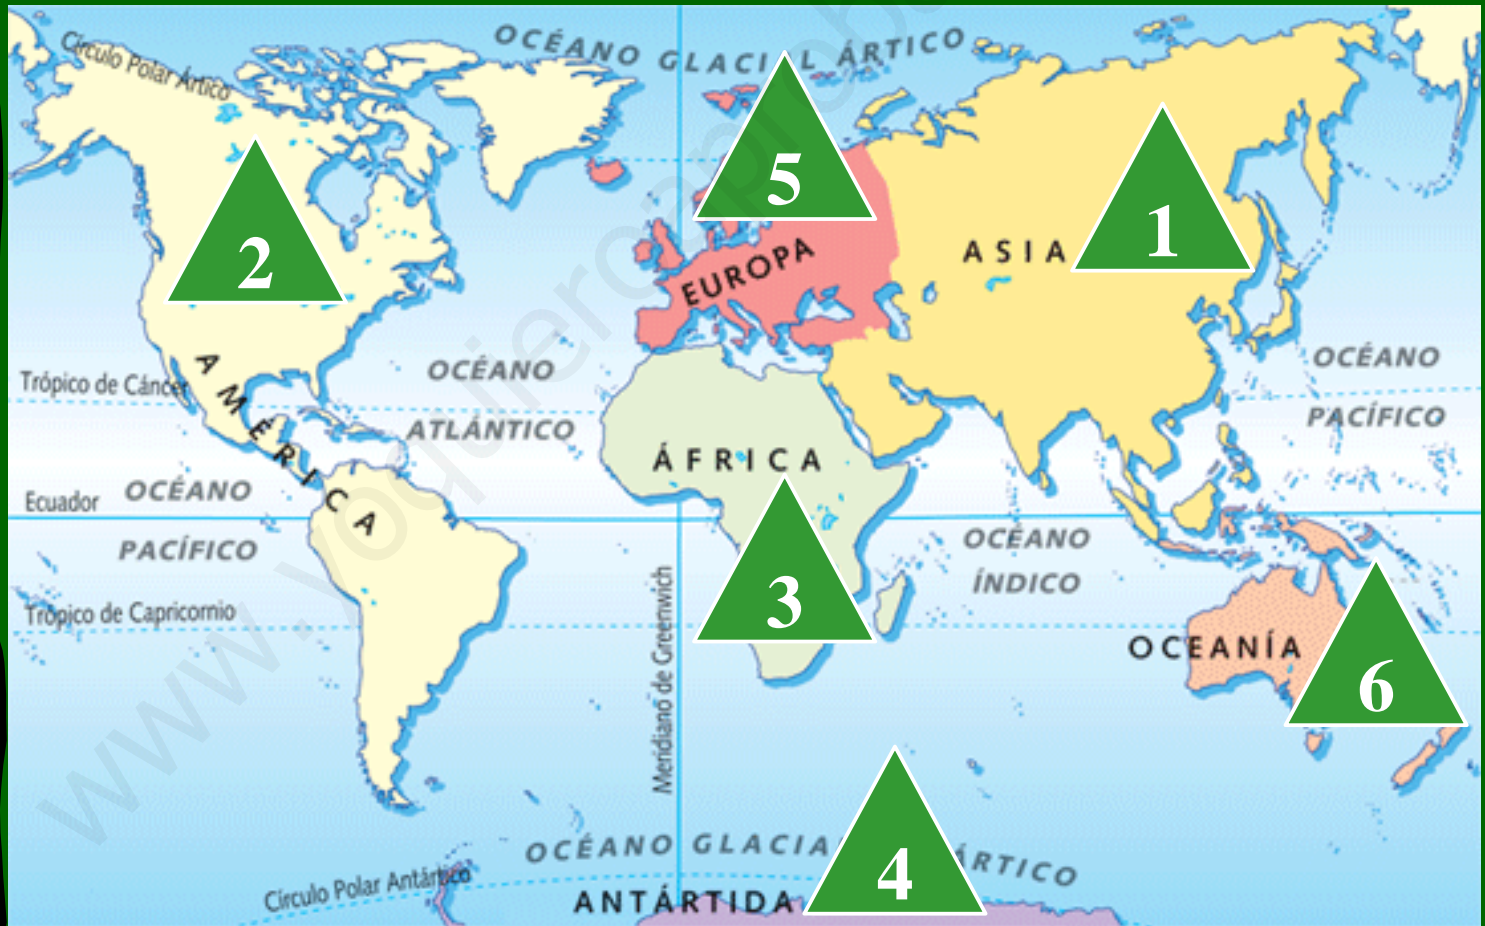 OCÉANO GLACIAL ÁRTICO
Círculo Polar Ártico
5
1
2
EUROPA
ASIA
AMÉRICA
OCÉANO
ATLÁNTICO
OCÉANO
PACÍFICO
Trópico de Cáncer
ÁFRICA
Ecuador
OCÉANO
PACÍFICO
OCÉANO
ÍNDICO
3
Trópico de Capricornio
Meridiano de Greenwich
OCEANÍA
6
OCÉANO GLACIA ÁRTICO
4
Círculo Polar Antártico
ANTÁRTIDA